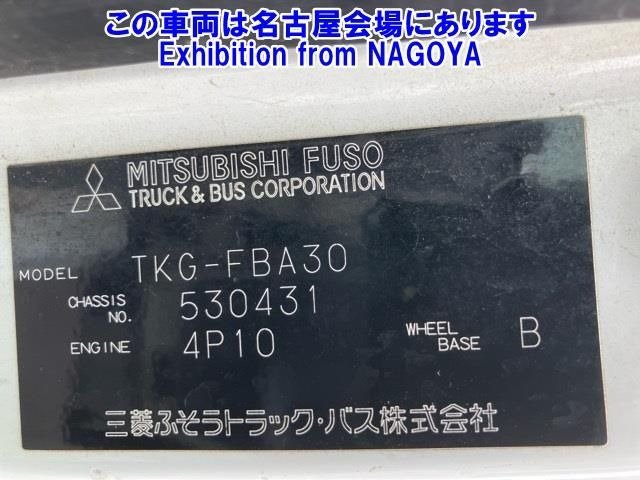 この車両は名古屋会場にあります
Exhibition from NAGOYA
MITSUBISHI FUSO
TRUCK & BUS CORPORATION
MODEL TKG-FBA30
CHASSIS NO. 530431
ENGINE 4P10 WHEEL BASE B
三菱ふそうトラック・バス株式会社